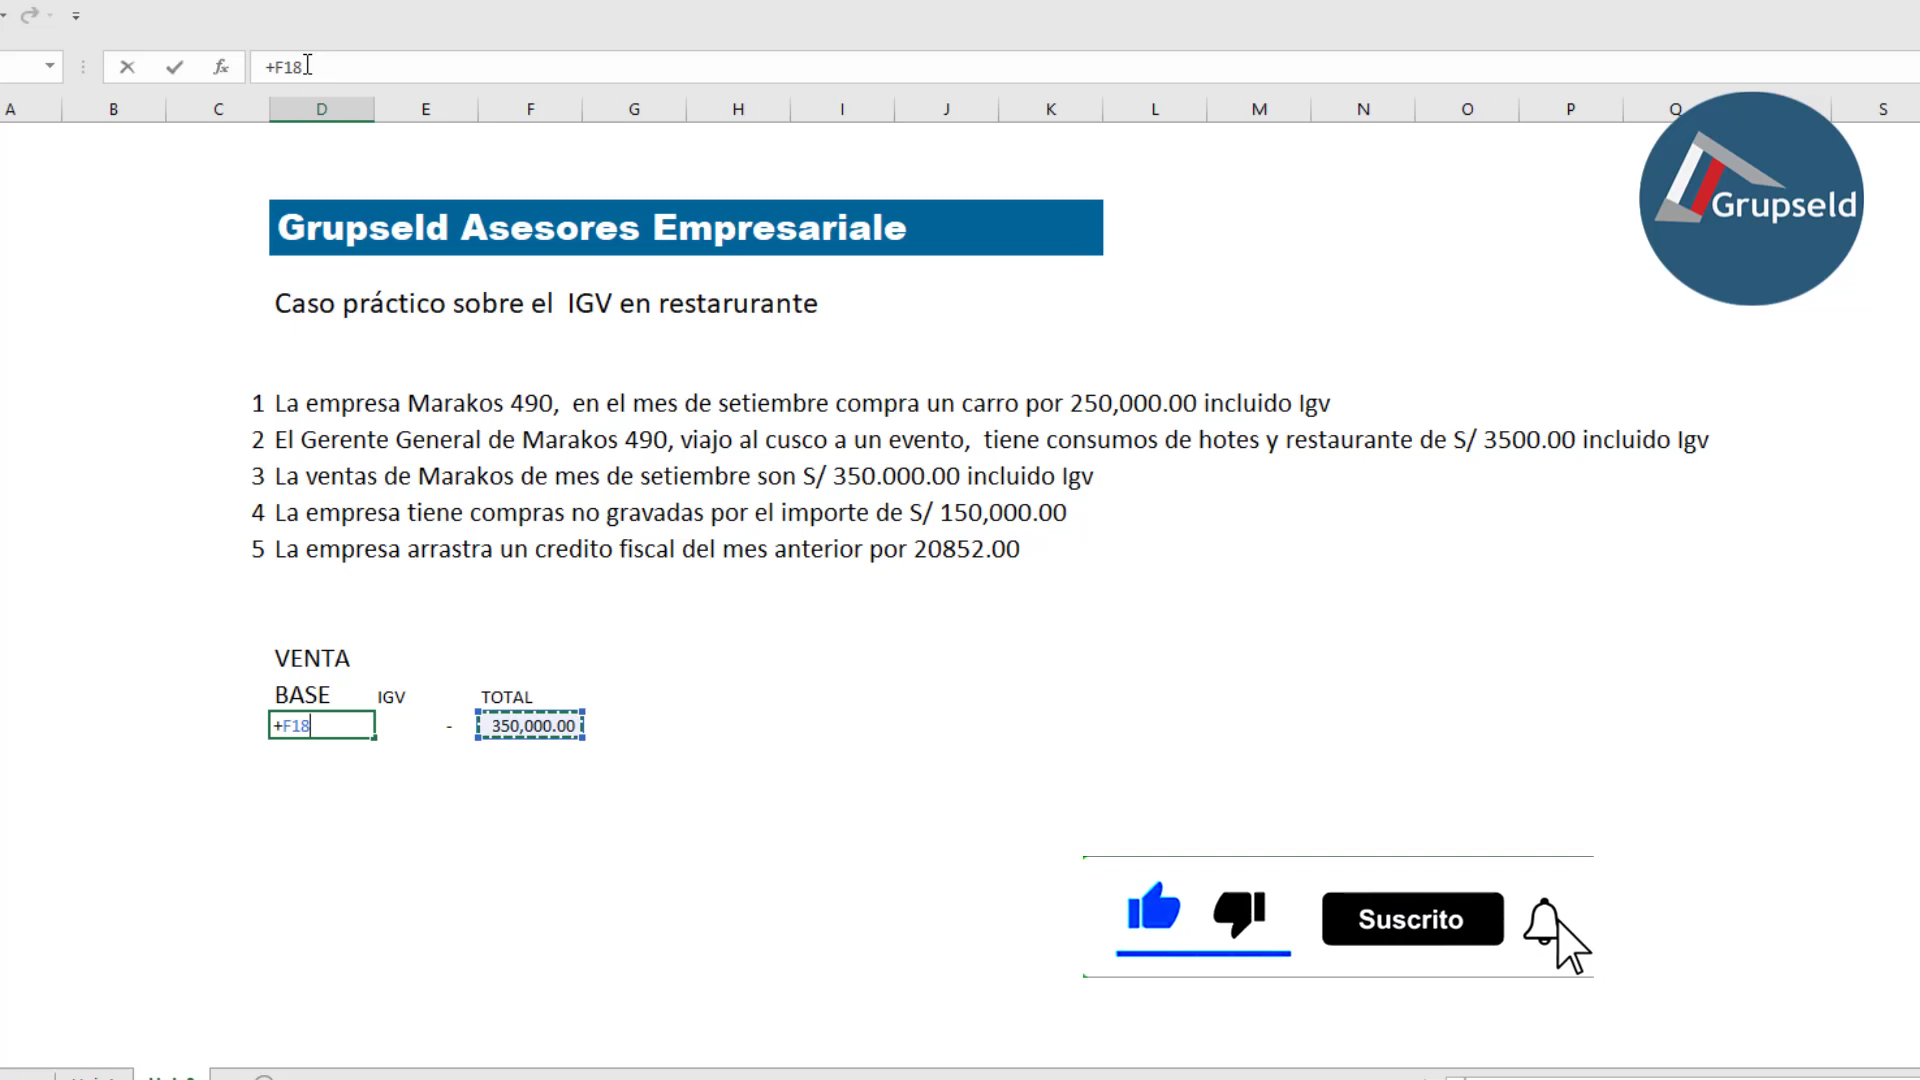 +F18
A B C D E F G H I J K L M N O P Q S
Grupseld Asesores Empresariale
Grupseld
Caso práctico sobre el  IGV en restarurante
1 La empresa Marakos 490,  en el mes de setiembre compra un carro por 250,000.00 incluido Igv
2 El Gerente General de Marakos 490, viajo al cusco a un evento,  tiene consumos de hotes y restaurante de S/ 3500.00 incluido Igv
3 La ventas de Marakos de mes de setiembre son S/ 350.000.00 incluido Igv
4 La empresa tiene compras no gravadas por el importe de S/ 150,000.00
5 La empresa arrastra un credito fiscal del mes anterior por 20852.00
VENTA
BASE IGV TOTAL
+F18 - 350,000.00
Suscrito